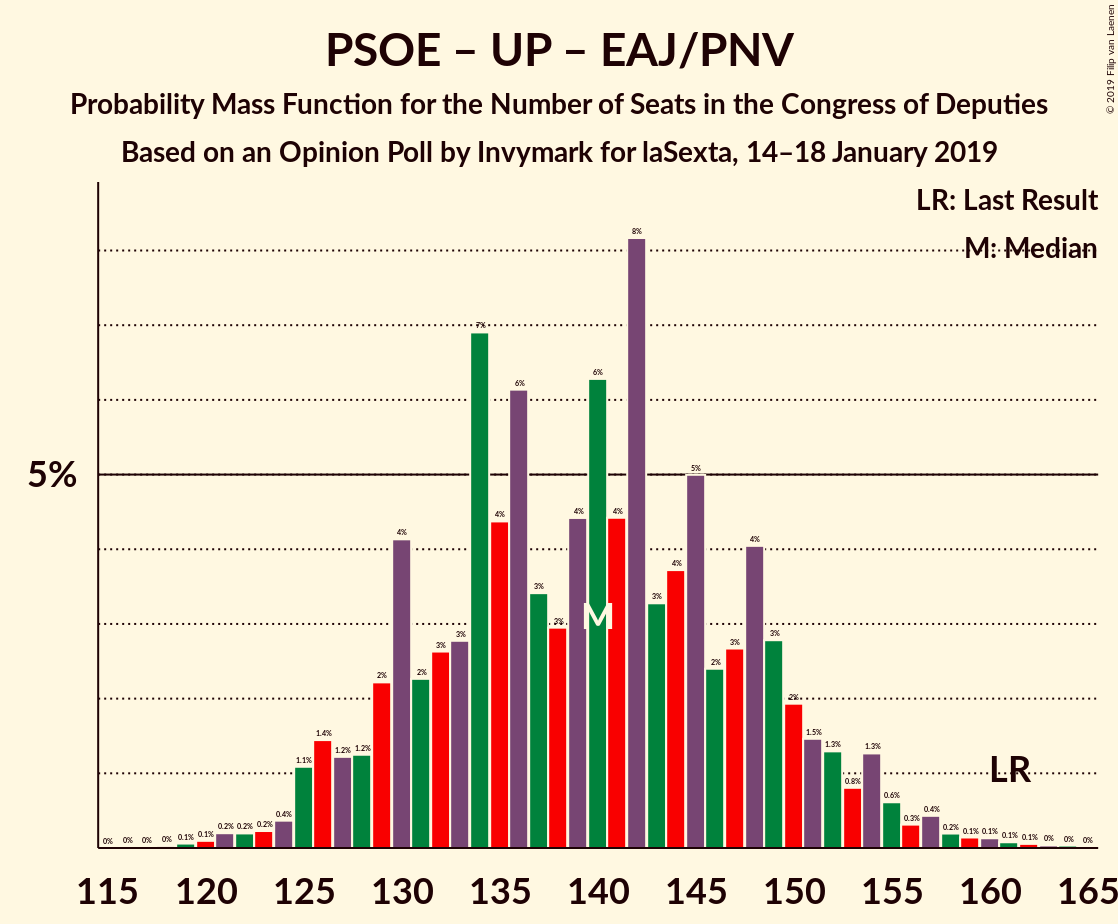 PSOE – UP – EAJ/PNV
Probability Mass Function for the Number of Seats in the Congress of Deputies
Based on an Opinion Poll by Invymark for laSexta, 14–18 January 2019
© 2019 Filip van Laenen
LR: Last Result
M: Median
5%
0% 0% 0% 0% 0.1% 0.1% 0.2% 0.2% 0.2% 0.4% 1.1% 1.4% 1.2% 1.2% 2% 4% 2% 3% 3% 7% 4% 6% 3% 3% 4% 6% 4% 8% 3% 4% 5% 2% 3% 4% 3% 2% 1.5% 1.3% 0.8% 1.3% 0.6% 0.3% 0.4% 0.2% 0.1% 0.1% 0.1% 0.1% 0% 0% 0%
M
LR
115 120 125 130 135 140 145 150 155 160 165